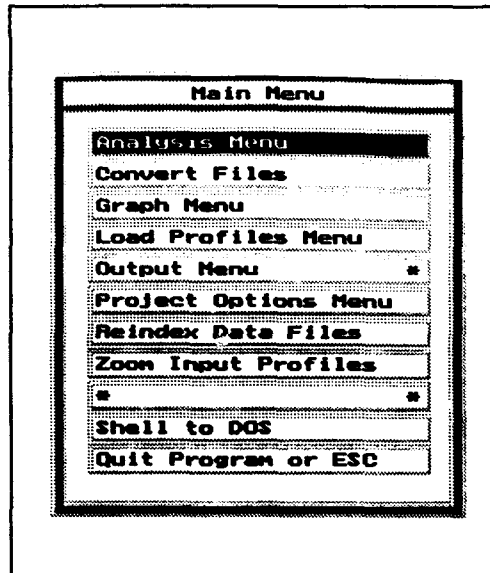 Main Menu
Analysis Menu
Convert Files
Graph Menu
Load Profiles Menu
Output Menu *
Project Options Menu
Reindex Data Files
Zoom Input Profiles
* *
Shell to DOS
Quit Program or ESC